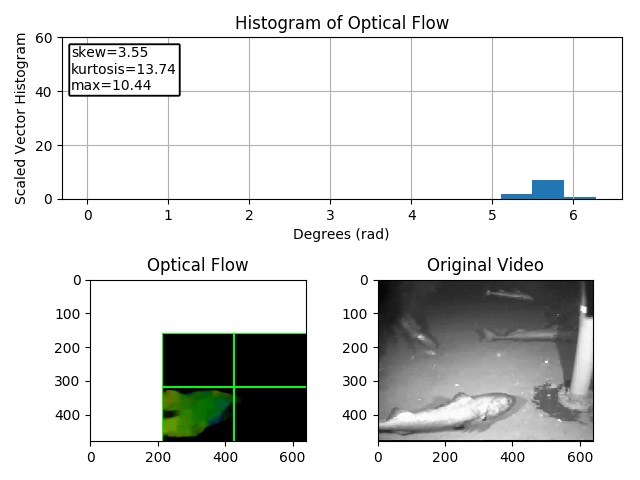 Histogram of Optical Flow
Scaled Vector Histogram
60
40
20
0
skew=3.55
kurtosis=13.74
max=10.44
0 1 2 3 4 5 6
Degrees (rad)
Optical Flow
0
100
200
300
400
0 200 400 600
Original Video
0
100
200
300
400
0 200 400 600